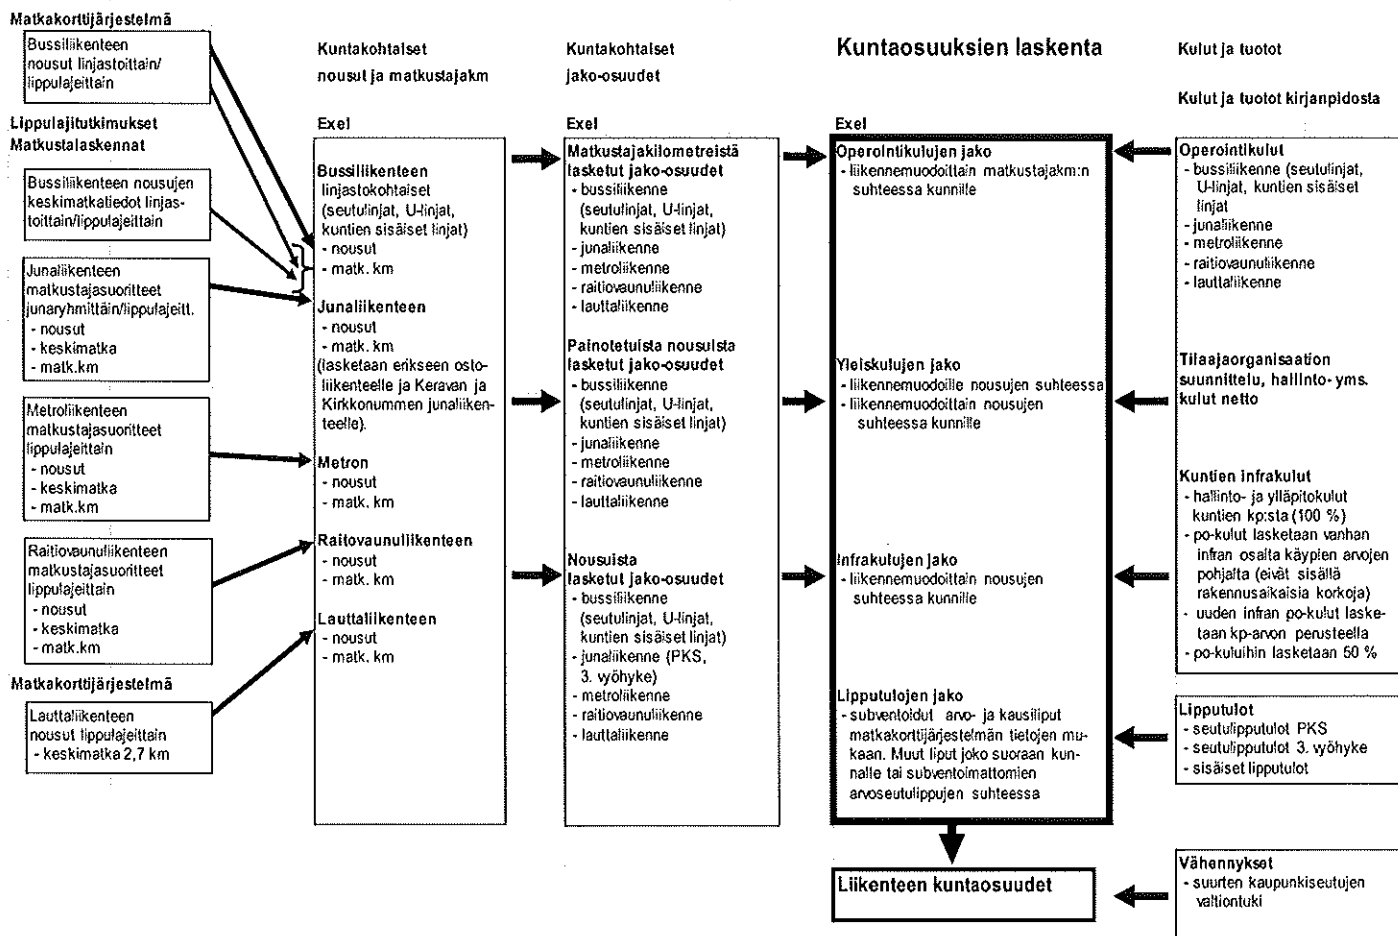 Matkakorttijärjestelmä
Bussiliikenteen
nousut linjastoittain/
lippulajeittain
Lippulajitutkimukset
Matkustajalaskennat
Bussiliikenteen nousujen
keskimatkatiedot linjas-
toittain/lippulajeittain
Junaliikenteen
matkustajasuoritteet
junaryhmittäin/lippulajeitt.
- nousut
- keskimatka
- matk.km
Metroliikenteen
matkustajasuoritteet
lippulajeittain
- nousut
- keskimatka
- matk.km
Raitiovaunuliikenteen
matkustajasuoritteet
lippulajeittain
- nousut
- keskimatka
- matk.km
Matkakorttijärjestelmä
Lauttaliikenteen
nousut lippulajeittain
- keskimatka 2,7 km
Kuntakohtaiset
nousut ja matkustajakm
Exel
Bussiliikenteen
linjastokohtaiset
(seutulinjat, U-linjat,
kuntien sisäiset linjat)
- nousut
- matk. km
Junaliikenteen
- nousut
- matk. km
(lasketaan erikseen osto-
liikenteelle ja Keravan ja
Kirkkonummen junaliiken-
teelle).
Metron
- nousut
- matk. km
Raitovaunuliikenteen
- nousut
- matk. km
Lauttaliikenteen
- nousut
- matk. km
Kuntakohtaiset
jako-osuudet
Exel
Matkustajakilometreistä
lasketut jako-osuudet
- bussiliikenne
(seutulinjat, U-linjat,
kuntien sisäiset linjat)
- junaliikenne
- metroliikenne
- raitiovaunuliikenne
- lauttaliikenne
Painotetuista nousuista
lasketut jako-osuudet
- bussiliikenne
(seutulinjat, U-linjat,
kuntien sisäiset linjat)
- junaliikenne
- metroliikenne
- raitiovaunuliikenne
- lauttaliikenne
Nousuista
lasketut jako-osuudet
- bussiliikenne
(seutulinjat, U-linjat,
kuntien sisäiset linjat)
- junaliikenne (PKS,
3. vyöhyke)
- metroliikenne
- raitiovaunuliikenne
- lauttaliikenne
Kuntaosuuksien laskenta
Exel
Operointikulujen jako
- liikennemuodoittain matkustajakm:n
suhteessa kunnille
Yleiskulujen jako
- liikennemuodoille nousujen suhteessa
- liikennemuodoittain nousujen
suhteessa kunnille
Infrakulujen jako
- liikennemuodoittain nousujen
suhteessa kunnille
Lipputulojen jako
- subventoidut arvo- ja kausiliput
matkakorttijärjestelmän tietojen mu-
kaan. Muut liput joko suoraan kun-
nalle tai subventoimattomien
arvoseutulippujen suhteessa
Liikenteen kuntaosuudet
Kulut ja tuotot
Kulut ja tuotot kirjanpidosta
Operointikulut
- bussiliikenne (seutulinjat,
U-linjat, kuntien sisäiset
linjat
- junaliikenne
- metroliikenne
- raitiovaunuliikenne
- lauttaliikenne
Tilaajaorganisaation
suunnittelu, hallinto- yms.
kulut netto
Kuntien infrakulut
- hallinto- ja ylläpitokulut
kuntien kp:sta (100 %)
- po-kulut lasketaan vanhan
infran osalta käypien arvojen
pohjalta (eivät sisällä
rakennusaikaisia korkoja)
- uuden infran po-kulut laske-
taan kp-arvon perusteella
- po-kuluihin lasketaan 50 %
Lipputulot
- seutulipputulot PKS
- seutulipputulot 3. vyöhyke
- sisäiset lipputulot
Vähennykset
- suurten kaupunkiseutujen
valtiontuki